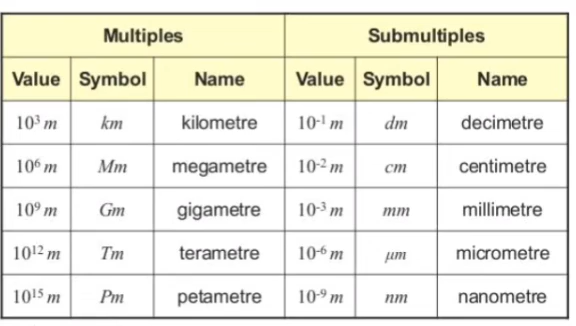 Multiples Submultiples
Value Symbol Name Value Symbol Name
10³ m km kilometre 10⁻¹ m dm decimetre
10⁶ m Mm megametre 10⁻² m cm centimetre
10⁹ m Gm gigametre 10⁻³ m mm millimetre
10¹² m Tm terametre 10⁻⁶ m μm micrometre
10¹⁵ m Pm petametre 10⁻⁹ m nm nanometre